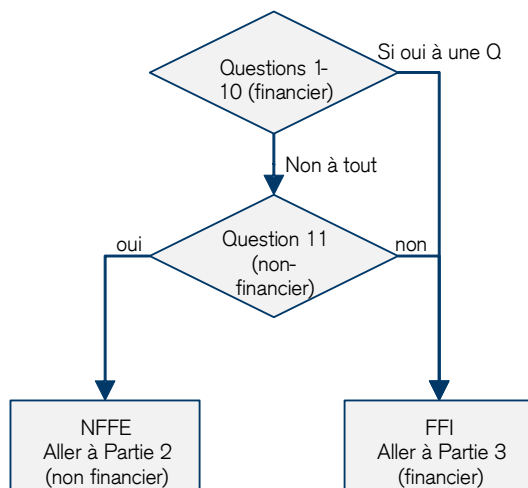 Si oui à une Q
Questions 1-
10 (financier)
Non à tout
oui
Question 11
(non-
financier)
non
NFFE
Aller à Partie 2
(non financier)
FFI
Aller à Partie 3
(financier)